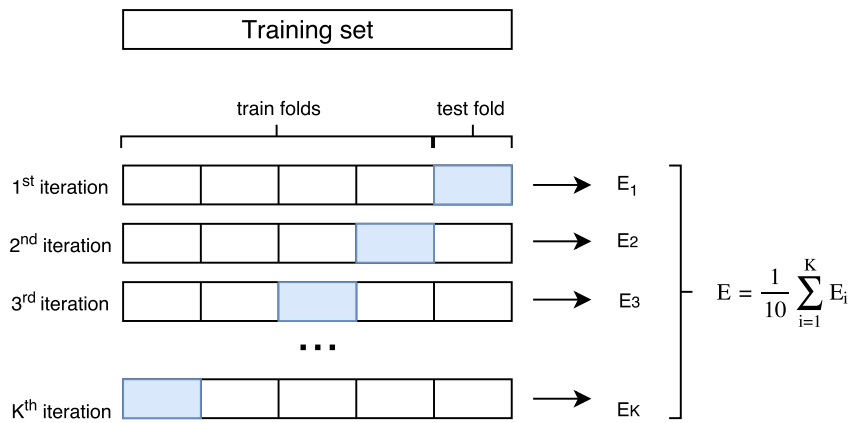 Training set
train folds
test fold
1st iteration
E1
2nd iteration
E2
3rd iteration
E3
E = 1/10 ∑ i=1 K Ei
...
Kth iteration
EK